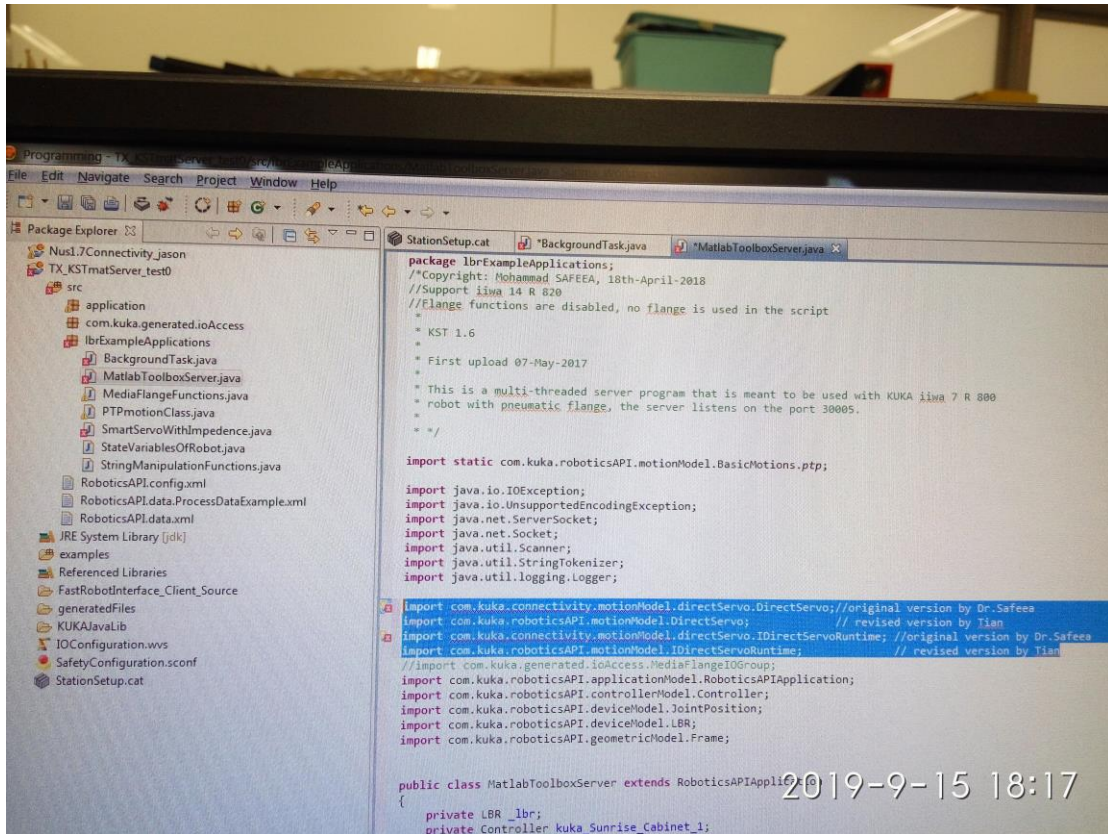 Programming - TX_KSTmatServer_test0/src/lbrExampleApplications/MatlabToolboxServer.java
File Edit Navigate Search Project Window Help
Package Explorer
Nus1.7Connectivity_jason
TX_KSTmatServer_test0
src
application
com.kuka.generated.ioAccess
lbrExampleApplications
BackgroundTask.java
MatlabToolboxServer.java
MediaFlangeFunctions.java
PTPmotionClass.java
SmartServoWithImpedence.java
StateVariablesOfRobot.java
StringManipulationFunctions.java
RoboticsAPI.config.xml
RoboticsAPI.data.ProcessDataExample.xml
RoboticsAPI.data.xml
JRE System Library [jdk]
examples
Referenced Libraries
FastRobotInterface_Client_Source
generatedFiles
KUKAJavaLib
IOConfiguration.wvs
SafetyConfiguration.sconf
StationSetup.cat
StationSetup.cat *BackgroundTask.java *MatlabToolboxServer.java
package lbrExampleApplications;
/*Copyright: Mohammad SAFEEA, 18th-April-2018
//Support iiwa 14 R 820
//Flange functions are disabled, no flange is used in the script
*
* KST 1.6
*
* First upload 07-May-2017
*
* This is a multi-threaded server program that is meant to be used with KUKA iiwa 7 R 800
* robot with pneumatic flange, the server listens on the port 30005.
*
* */
import static com.kuka.roboticsAPI.motionModel.BasicMotions.ptp;
import java.io.IOException;
import java.io.UnsupportedEncodingException;
import java.net.ServerSocket;
import java.net.Socket;
import java.util.Scanner;
import java.util.StringTokenizer;
import java.util.logging.Logger;
import com.kuka.connectivity.motionModel.directServo.DirectServo;//original version by Dr.Safeea
import com.kuka.roboticsAPI.motionModel.DirectServo; // revised version by Tian
import com.kuka.connectivity.motionModel.directServo.IDirectServoRuntime; //original version by Dr.Safeea
import com.kuka.roboticsAPI.motionModel.IDirectServoRuntime; // revised version by Tian
//import com.kuka.generated.ioAccess.MediaFlangeIOGroup;
import com.kuka.roboticsAPI.applicationModel.RoboticsAPIApplication;
import com.kuka.roboticsAPI.controllerModel.Controller;
import com.kuka.roboticsAPI.deviceModel.JointPosition;
import com.kuka.roboticsAPI.deviceModel.LBR;
import com.kuka.roboticsAPI.geometricModel.Frame;
public class MatlabToolboxServer extends RoboticsAPIApplication
{
private LBR _lbr;
private Controller kuka_Sunrise_Cabinet_1;
2019-9-15 18:17